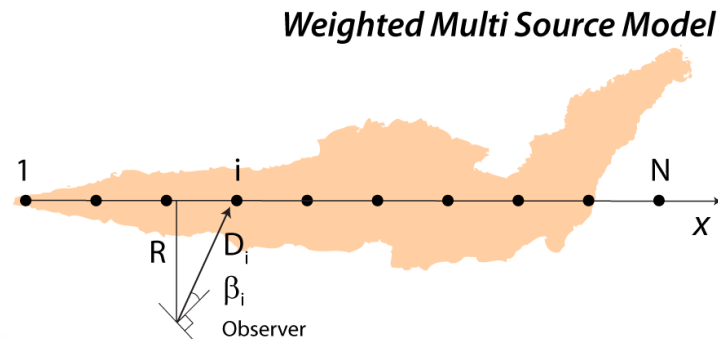 Weighted Multi Source Model
1
i
N
x
R
Dᵢ
βᵢ
Observer